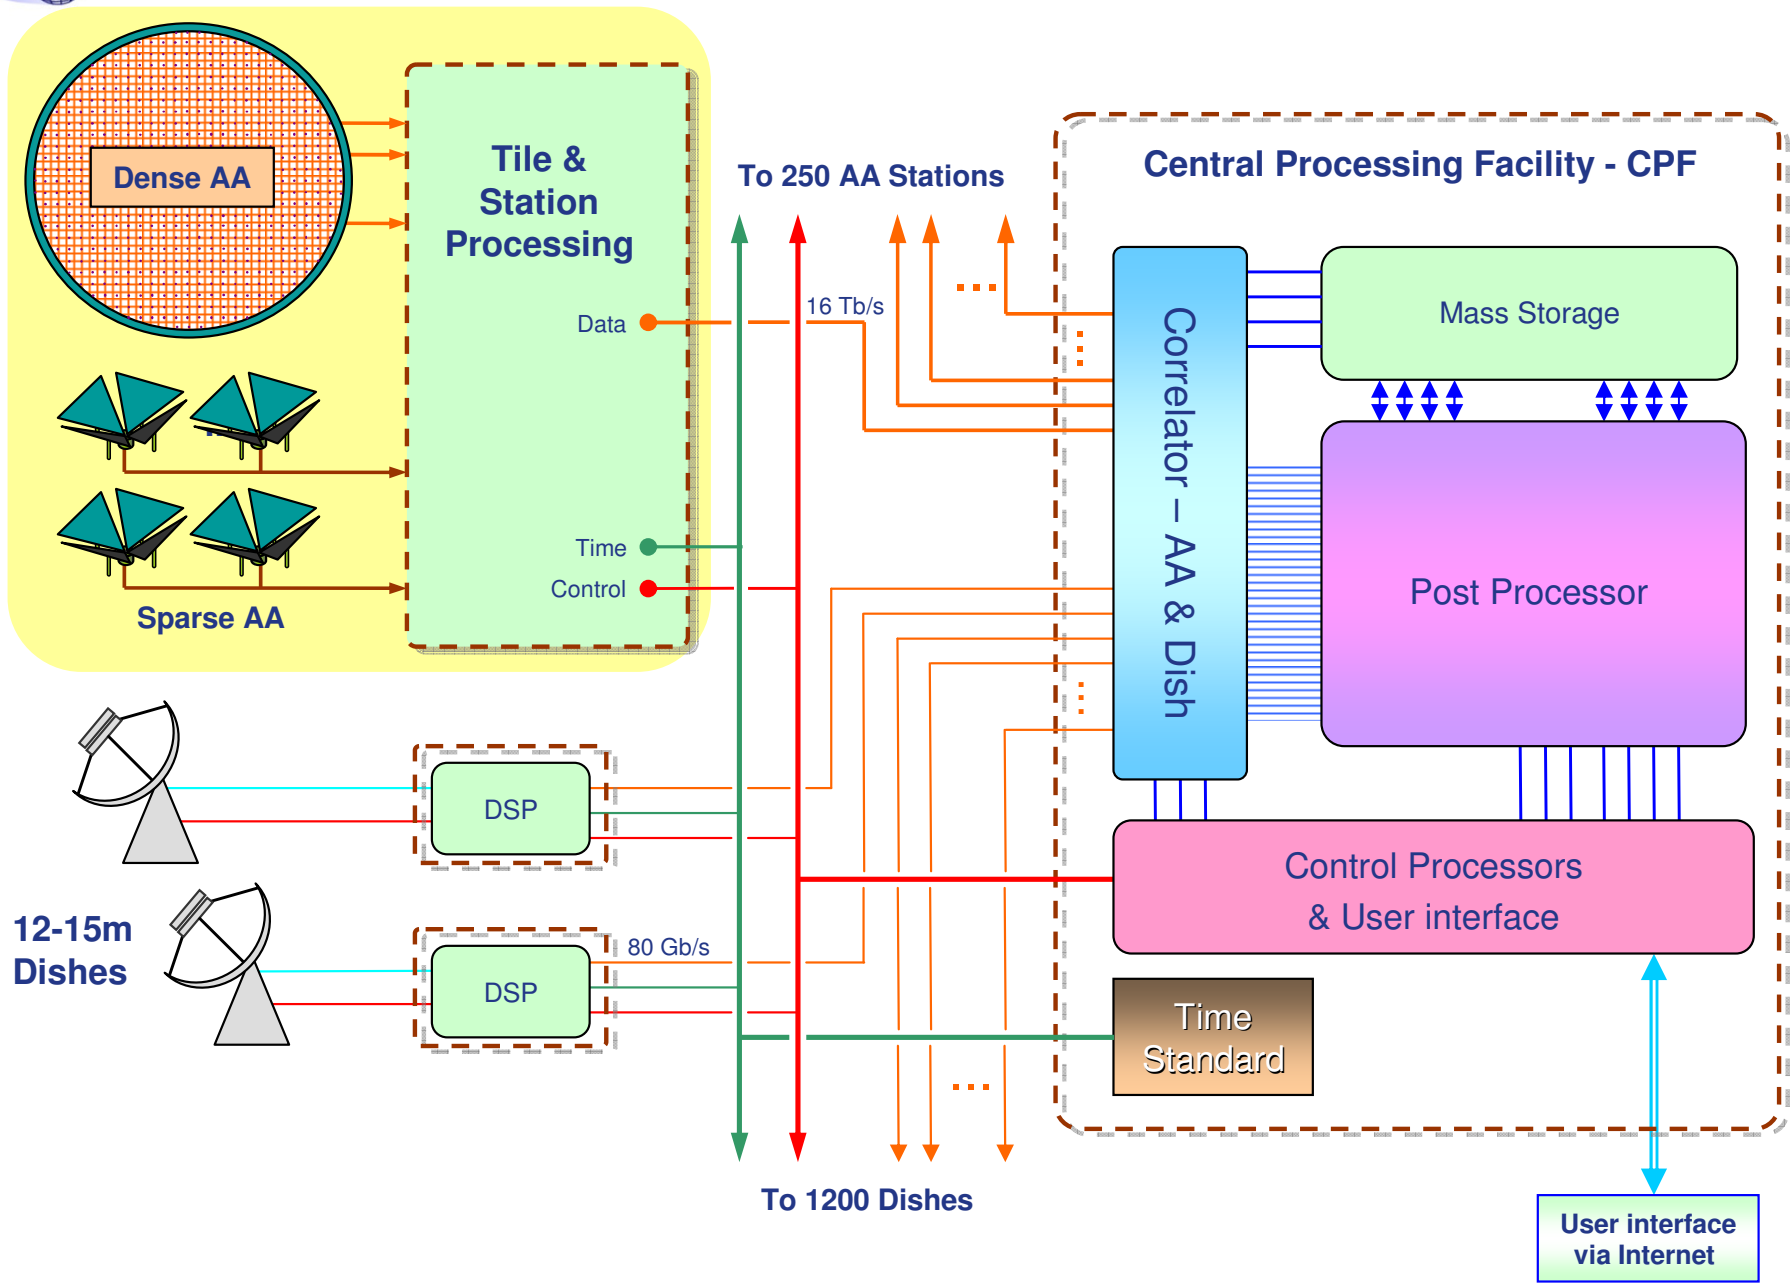 Dense AA
Tile &
Station
Processing
Data
Time
Control
Sparse AA
To 250 AA Stations
16 Tb/s
Central Processing Facility - CPF
Correlator – AA & Dish
Mass Storage
Post Processor
Control Processors
& User interface
Time
Standard
DSP
12-15m
Dishes
DSP
80 Gb/s
To 1200 Dishes
User interface
via Internet